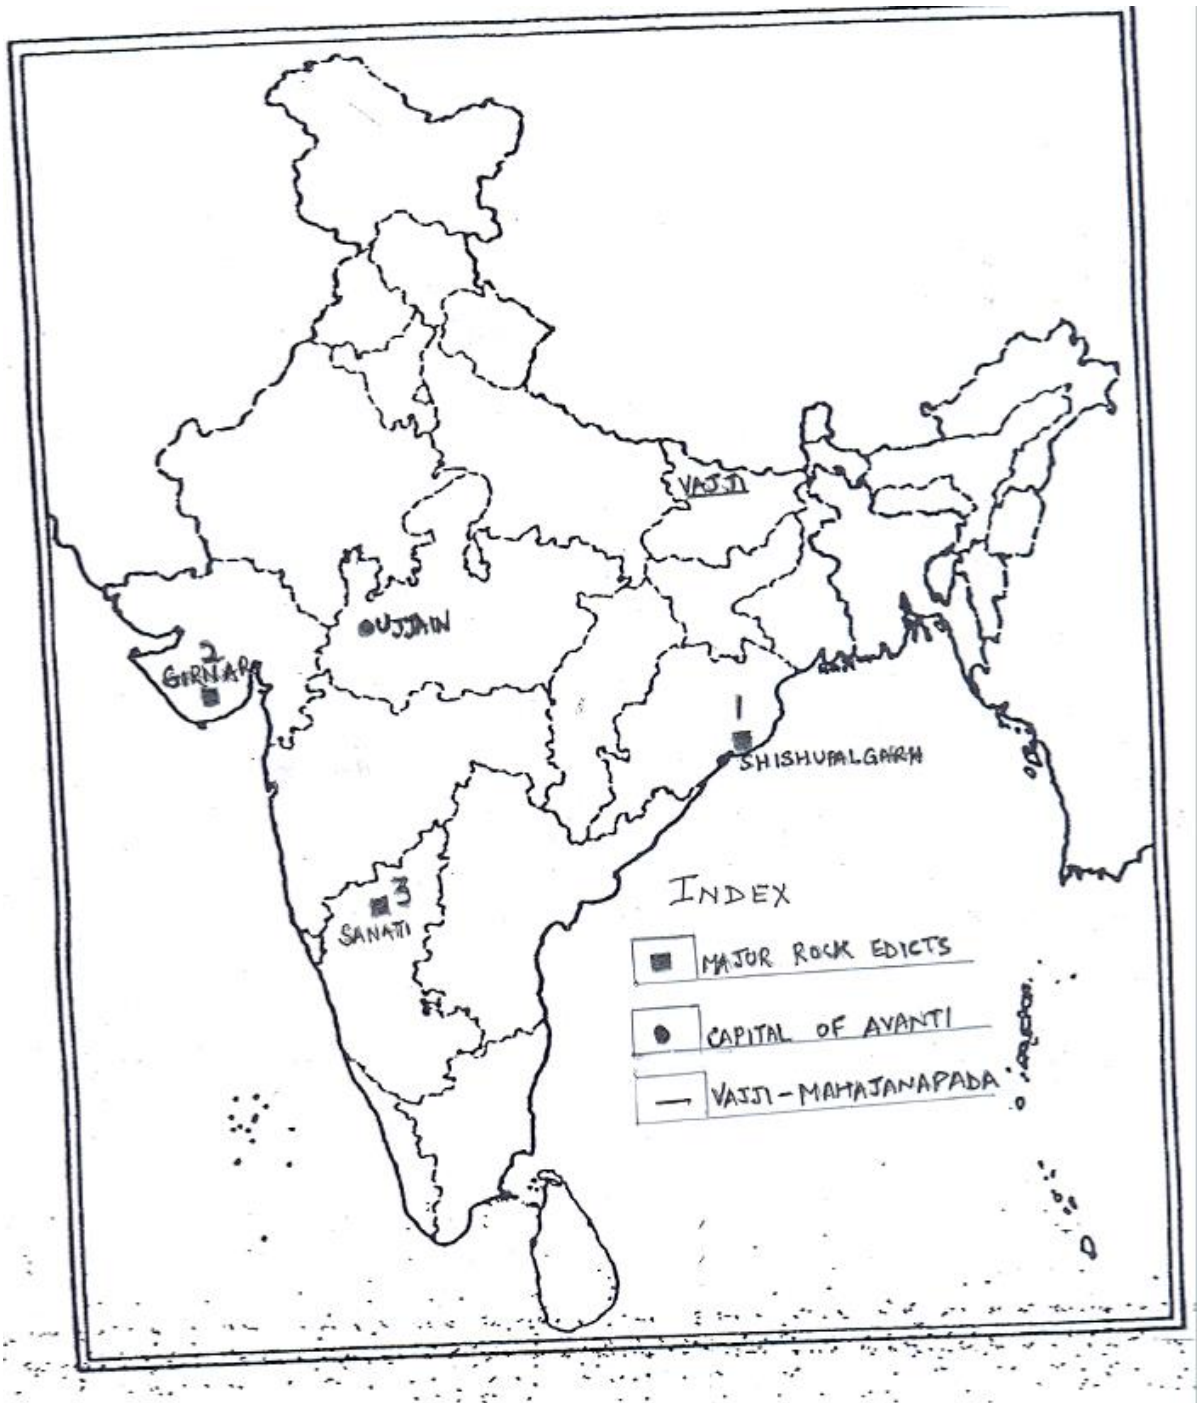 VAJJI
UJJAIN
2
GIRNAR
1
SHISHUPALGARH
3
SANATI
INDEX
MAJOR ROCK EDICTS
CAPITAL OF AVANTI
VAJJI-MAHAJANAPADA